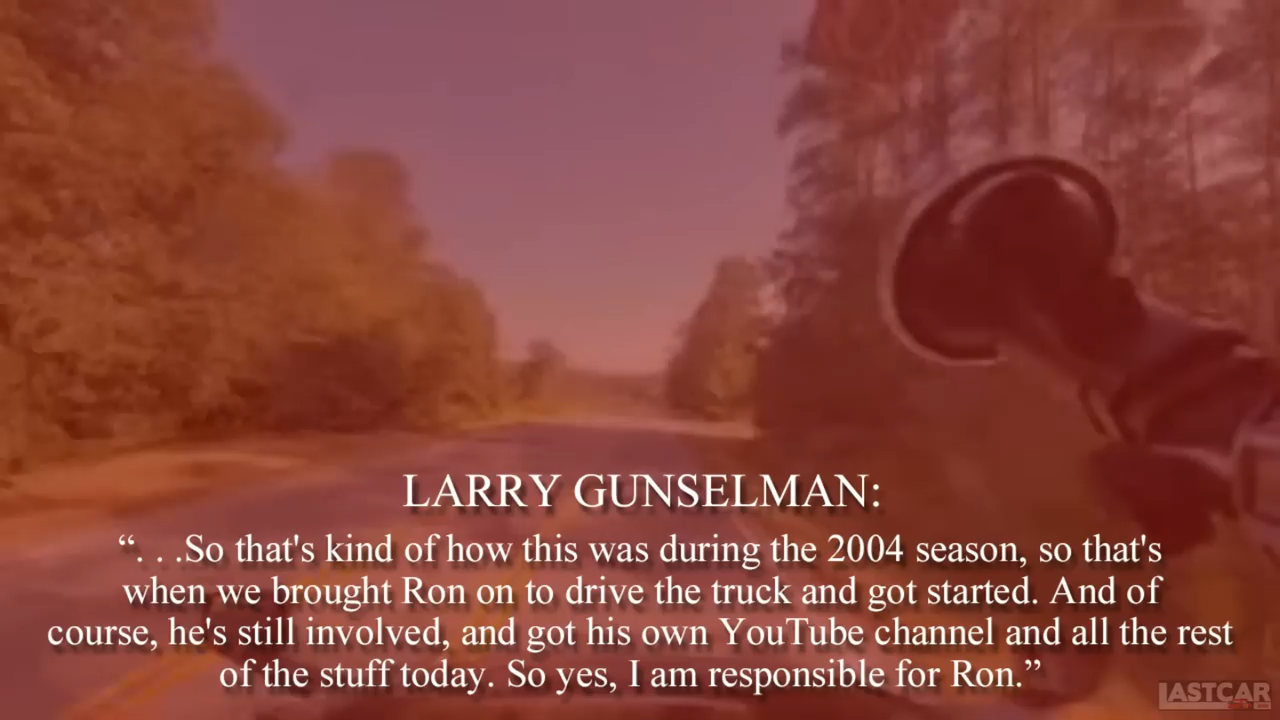 LARRY GUNSELMAN:
“. . .So that's kind of how this was during the 2004 season, so that's
when we brought Ron on to drive the truck and got started. And of
course, he's still involved, and got his own YouTube channel and all the rest
of the stuff today. So yes, I am responsible for Ron.”
LASTCAR